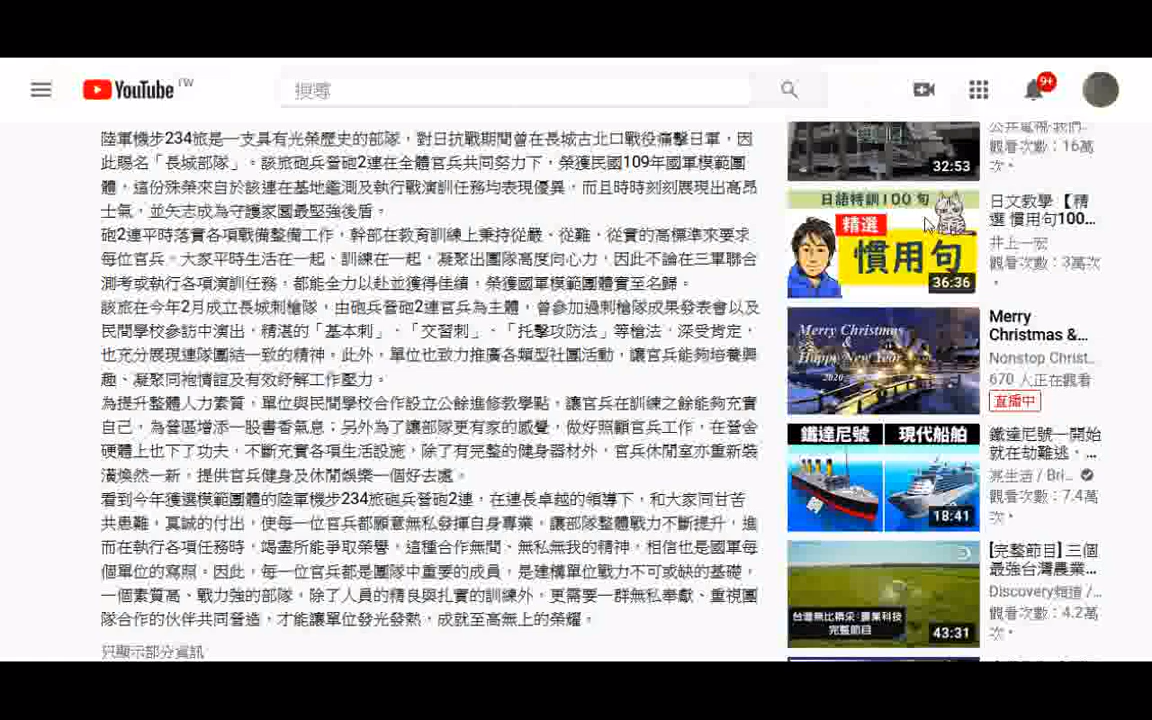 YouTube TW
搜尋
9+
陸軍機步234旅是一支具有光榮歷史的部隊，對日抗戰期間曾在長城古北口戰役痛擊日軍，因
此賜名「長城部隊」。該旅砲兵營砲2連在全體官兵共同努力下，榮獲民國109年國軍模範團
體，這份殊榮來自於該連在基地鑑測及執行戰演訓任務均表現優異，而且時時刻刻展現出高昂
士氣，並矢志成為守護家園最堅強後盾。
砲2連平時落實各項戰備整備工作，幹部在教育訓練上秉持從嚴、從難，從實的高標準來要求
每位官兵。大家平時生活在一起、訓練在一起，凝聚出團隊高度向心力，因此不論在三軍聯合
測考或執行各項演訓任務，都能全力以赴並獲得佳績，榮獲國軍模範團體實至名歸。
該旅在今年2月成立長城刺槍隊，由砲兵營砲2連官兵為主體，曾參加過刺槍隊成果發表會以及
民間學校參訪中演出，精湛的「基本刺」、「交習刺」、「托擊攻防法」等槍法，深受肯定，
也充分展現連隊團結一致的精神。此外，單位也致力推廣各類型社團活動，讓官兵能夠培養興
趣、凝聚同袍情誼及有效紓解工作壓力。
為提升整體人力素質，單位與民間學校合作設立公餘進修教學點，讓官兵在訓練之餘能夠充實
自己，為營區增添一股書香氣息；另外為了讓部隊更有家的感覺，做好照顧官兵工作，在營舍
硬體上也下了功夫，不斷充實各項生活設施，除了有完整的健身器材外，官兵休閒室亦重新裝
潢煥然一新，提供官兵健身及休閒娛樂一個好去處。
看到今年獲選模範團體的陸軍機步234旅砲兵營砲2連，在連長卓越的領導下，和大家同甘苦
共患難，真誠的付出，使每一位官兵都願意無私發揮自身專業，讓部隊整體戰力不斷提升，進
而在執行各項任務時，竭盡所能爭取榮譽，這種合作無間、無私無我的精神，相信也是國軍每
個單位的寫照。因此，每一位官兵都是團隊中重要的成員，是建構單位戰力不可或缺的基礎，
一個素質高、戰力強的部隊，除了人員的精良與扎實的訓練外，更需要一群無私奉獻、重視團
隊合作的伙伴共同營造，才能讓單位發光發熱，成就至高無上的榮耀。
只顯示部分資訊
32:53
公共電視-我們...
觀看次數：16萬
次。
日語特訓100句
精選
慣用句
36:36
日文教學【精
選 慣用句100...
井上一宏
觀看次數：3萬次
。
Merry Christmas
&
Happy New Year
2020
Merry
Christmas &...
Nonstop Christ...
670 人正在觀看
直播中
鐵達尼號
現代船舶
18:41
鐵達尼號一開始
就在劫難逃，...
觀看次數：7.4萬
次。
台灣無比精采:農業科技
完整節目
43:31
[完整節目] 三個
最強台灣農業...
Discovery頻道 /...
觀看次數：4.2萬
次。